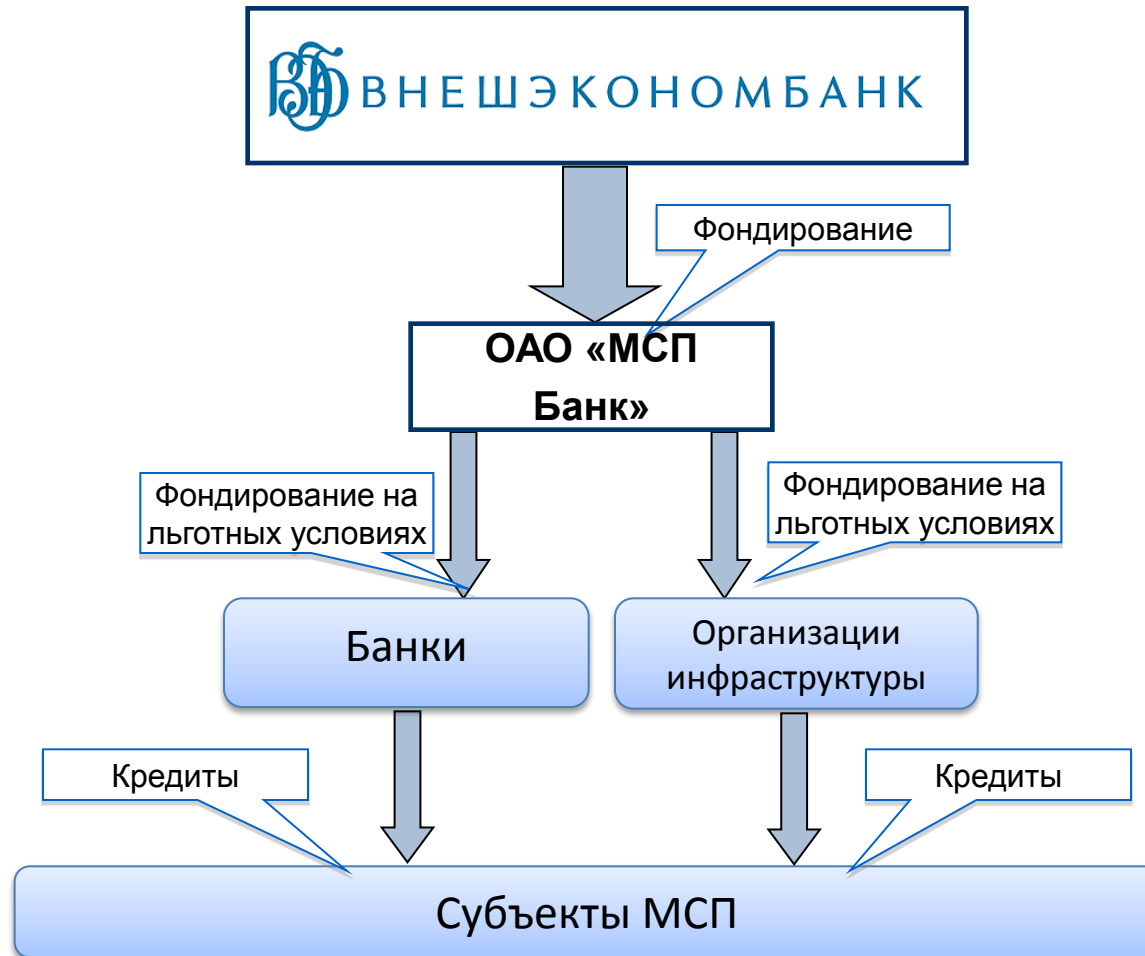 ВЭБ ВНЕШЭКОНОМБАНК
Фондирование
ОАО «МСП
Банк»
Фондирование на
льготных условиях
Фондирование на
льготных условиях
Банки
Организации
инфраструктуры
Кредиты
Кредиты
Субъекты МСП